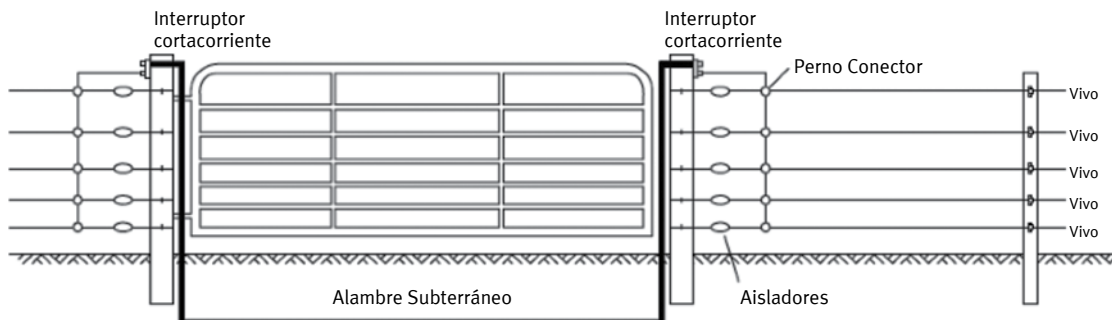 Interruptor
cortacorriente
Interruptor
cortacorriente
Perno Conector
Vivo
Vivo
Vivo
Vivo
Vivo
Alambre Subterráneo
Aisladores